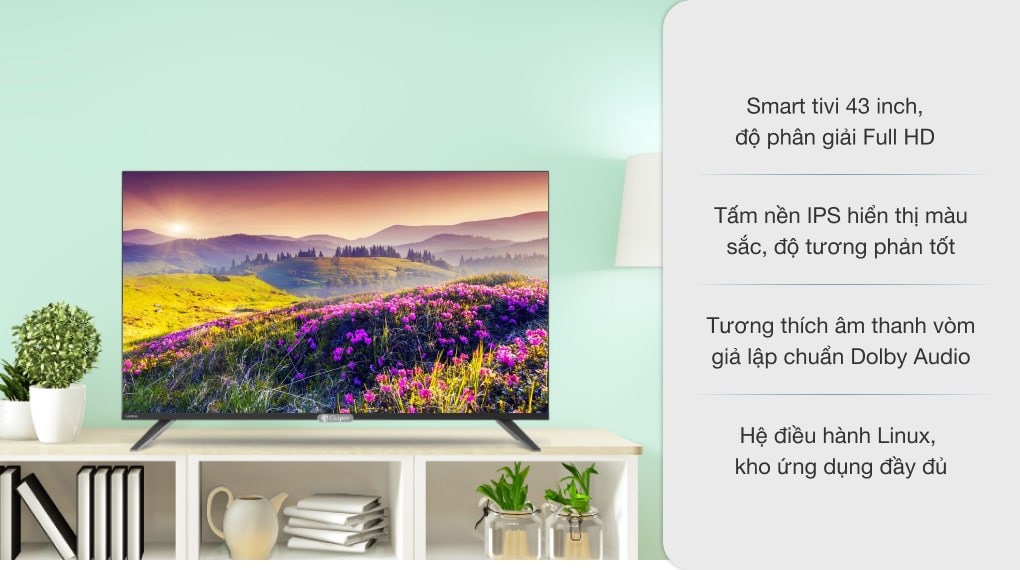 Smart tivi 43 inch,
độ phân giải Full HD
Tấm nền IPS hiển thị màu
sắc, độ tương phản tốt
Tương thích âm thanh vòm
giả lập chuẩn Dolby Audio
Hệ điều hành Linux,
kho ứng dụng đầy đủ
Casper